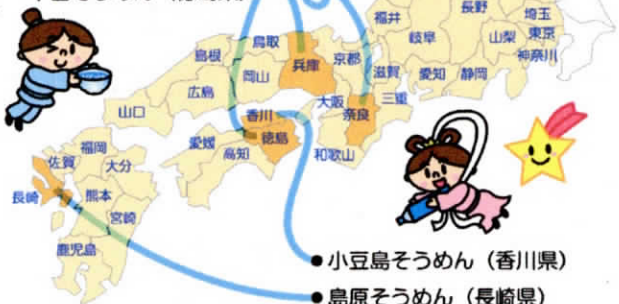 福井
長野
埼玉
岐阜
山梨
東京
神奈川
鳥取
島根
兵庫
京都
滋賀
愛知
静岡
岡山
広島
大阪
奈良
三重
山口
香川
徳島
愛媛
高知
和歌山
福岡
佐賀
大分
長崎
熊本
宮崎
鹿児島
●小豆島そうめん（香川県）
●島原そうめん（長崎県）